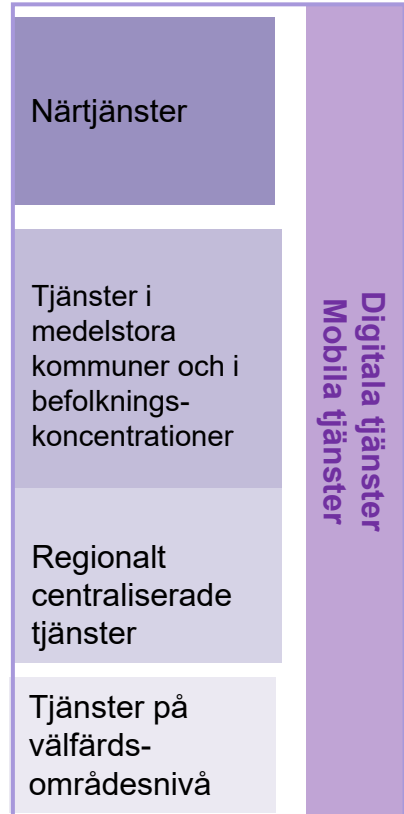 Närtjänster
Tjänster i
medelstora
kommuner och i
befolknings-
koncentrationer
Regionalt
centraliserade
tjänster
Tjänster på
välfärds-
områdesnivå
Digitala tjänster
Mobila tjänster